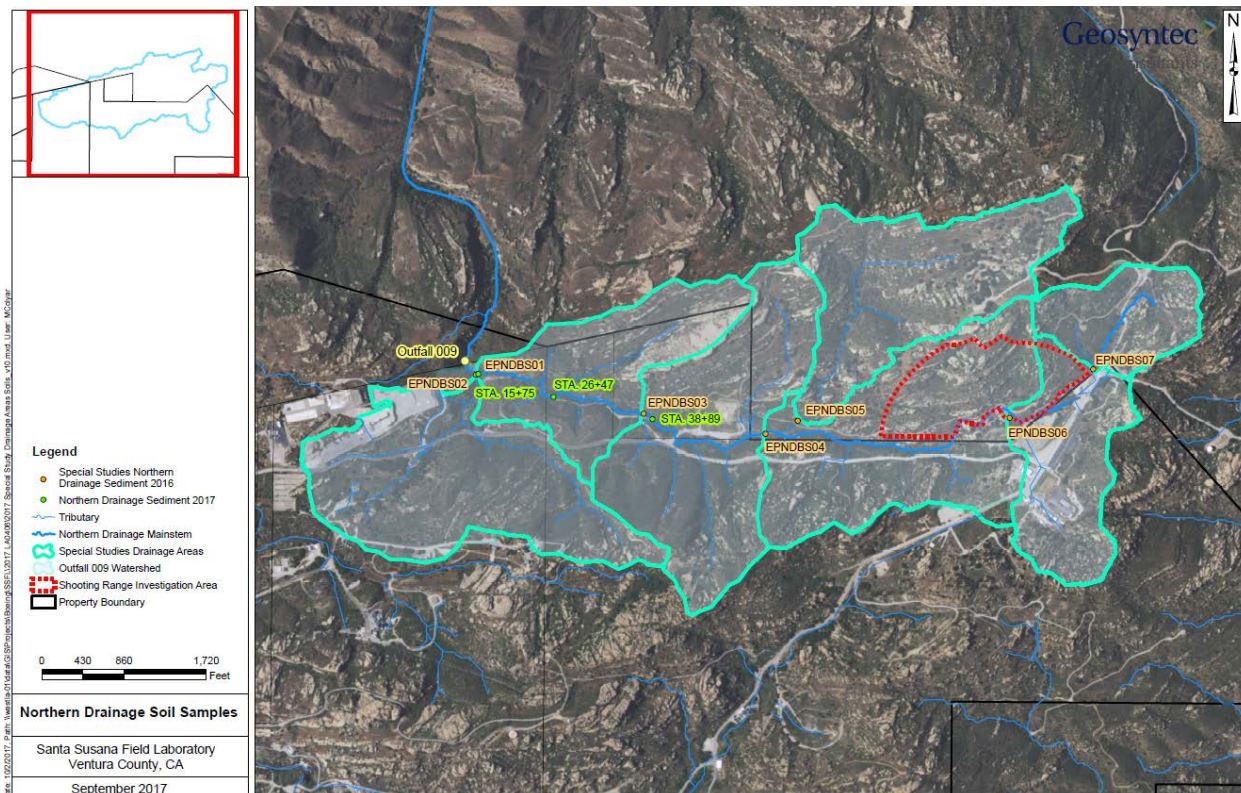 Geosyntec
N
Outfall 009
EPNDBS01
EPNDBS02
STA. 15+75
STA. 26+47
EPNDBS03
STA. 38+89
EPNDBS04
EPNDBS05
EPNDBS06
EPNDBS07
Legend
Special Studies Northern
Drainage Sediment 2016
Northern Drainage Sediment 2017
Tributary
Northern Drainage Mainstem
Special Studies Drainage Areas
Outfall 009 Watershed
Shooting Range Investigation Area
Property Boundary
0 430 860 1,720
Feet
Northern Drainage Soil Samples
Santa Susana Field Laboratory
Ventura County, CA
September 2017